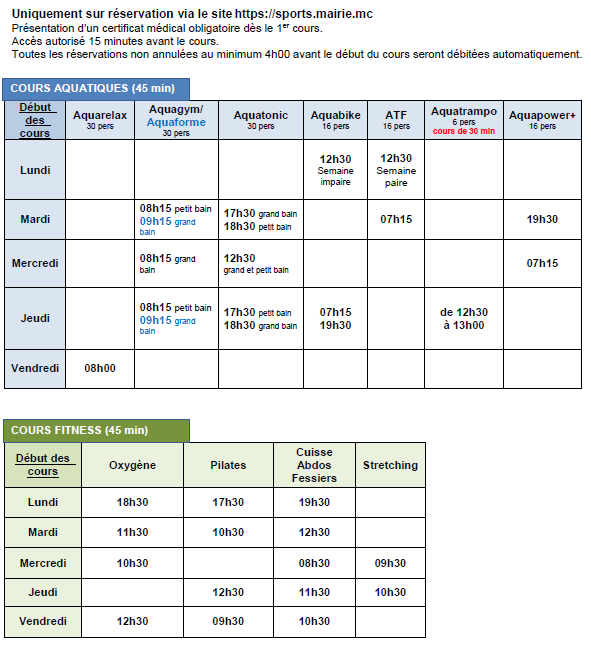 Uniquement sur réservation via le site https://sports.mairie.mc
Présentation d'un certificat médical obligatoire dès le 1er cours.
Accès autorisé 15 minutes avant le cours.
Toutes les réservations non annulées au minimum 4h00 avant le début du cours seront débitées automatiquement.
COURS AQUATIQUES (45 min)
Début des cours Aquarelax 30 pers Aquagym/ Aquaforme 30 pers Aquatonic 30 pers Aquabike 16 pers ATF 16 pers Aquatrampo 6 pers cours de 30 min Aquapower+ 16 pers
Lundi 12h30 Semaine impaire 12h30 Semaine paire
Mardi 08h15 petit bain 09h15 grand bain 17h30 grand bain 18h30 petit bain 07h15 19h30
Mercredi 08h15 grand bain 12h30 grand et petit bain 07h15
Jeudi 08h15 petit bain 09h15 grand bain 17h30 petit bain 18h30 grand bain 07h15 19h30 de 12h30 à 13h00
Vendredi 08h00
COURS FITNESS (45 min)
Début des cours Oxygène Pilates Cuisse Abdos Fessiers Stretching
Lundi 18h30 17h30 19h30
Mardi 11h30 10h30 12h30
Mercredi 10h30 08h30 09h30
Jeudi 12h30 11h30 10h30
Vendredi 12h30 09h30 10h30